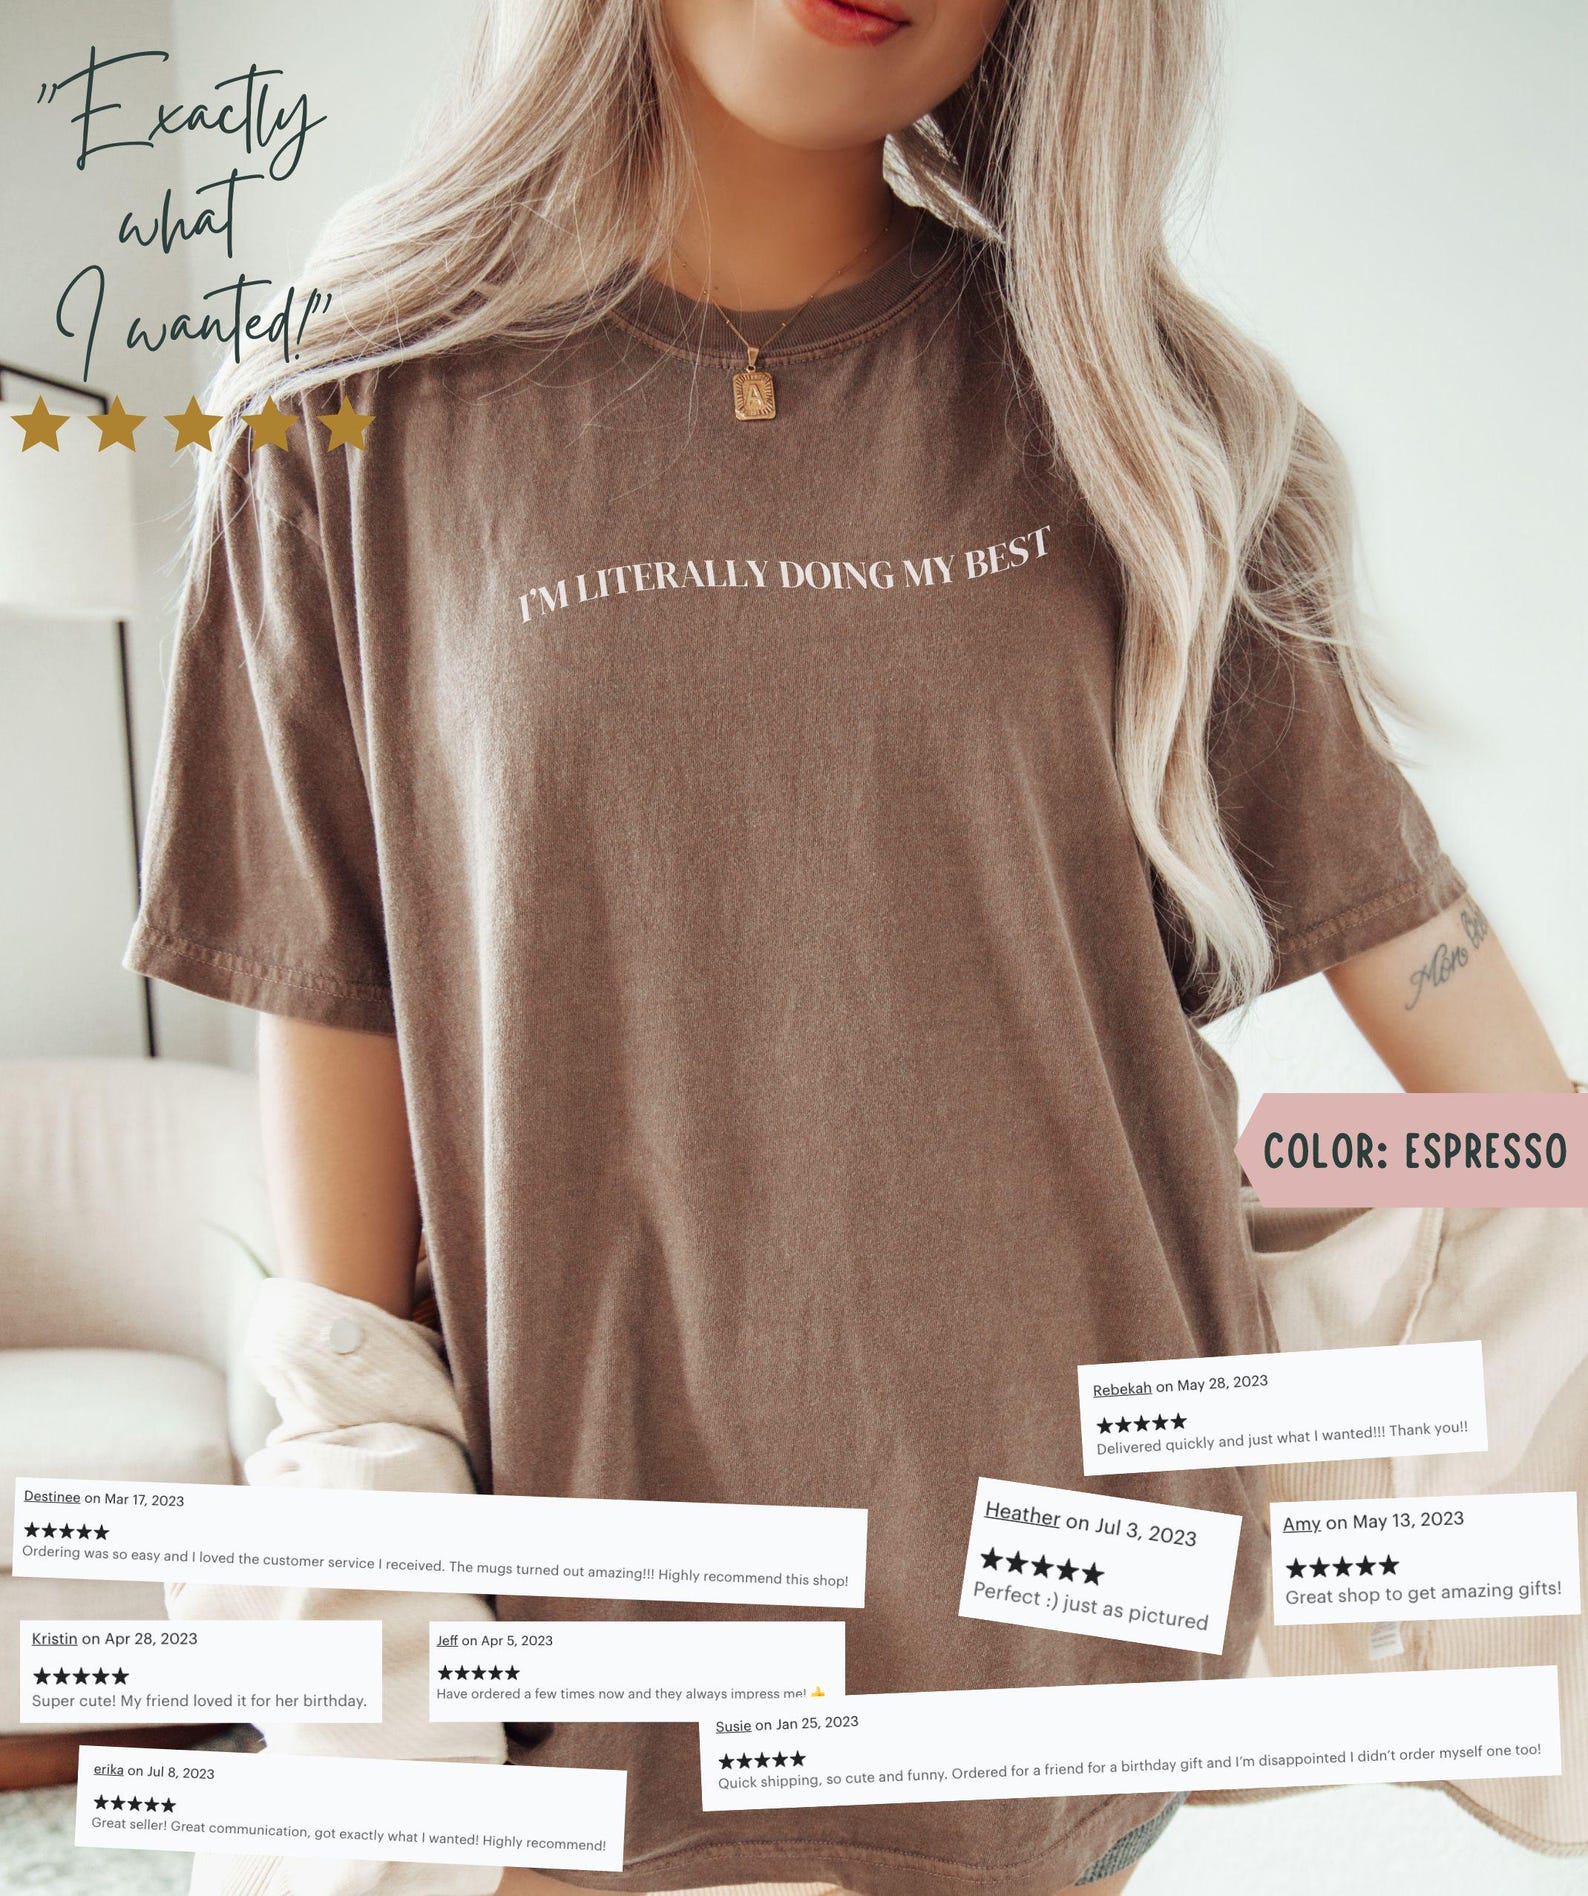 "Exactly
what
I wanted!"
A
I'M LITERALLY DOING MY BEST
Mon
COLOR: ESPRESSO
Rebekah on May 28, 2023
★★★★★
Delivered quickly and just what I wanted!!! Thank you!!
Destinee on Mar 17, 2023
★★★★★
Ordering was so easy and I loved the customer service I received. The mugs turned out amazing!!! Highly recommend this shop!
Heather on Jul 3, 2023
★★★★★
Perfect :) just as pictured
Amy on May 13, 2023
★★★★★
Great shop to get amazing gifts!
Kristin on Apr 28, 2023
★★★★★
Super cute! My friend loved it for her birthday.
Jeff on Apr 5, 2023
★★★★★
Have ordered a few times now and they always impress me! 👍
Susie on Jan 25, 2023
★★★★★
Quick shipping, so cute and funny. Ordered for a friend for a birthday gift and I'm disappointed I didn't order myself one too!
erika on Jul 8, 2023
★★★★★
Great seller! Great communication, got exactly what I wanted! Highly recommend!